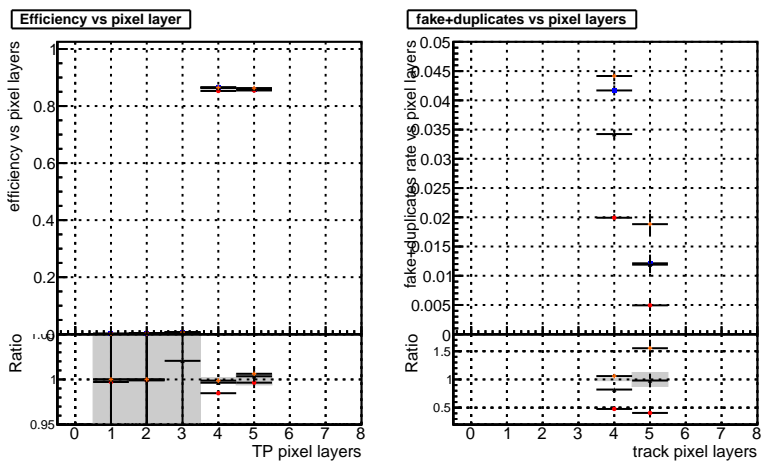 Efficiency vs pixel layer
efficiency vs pixel layers
1
0.8
0.6
0.4
0.2
0
Ratio
1
0.95
0 1 2 3 4 5 6 7 8
TP pixel layers
fake+duplicates vs pixel layers
fake+duplicates rate vs pixel layers
0.05
0.045
0.04
0.035
0.03
0.025
0.02
0.015
0.01
0.005
0
Ratio
1.5
1
0.5
0 1 2 3 4 5 6 7 8
track pixel layers